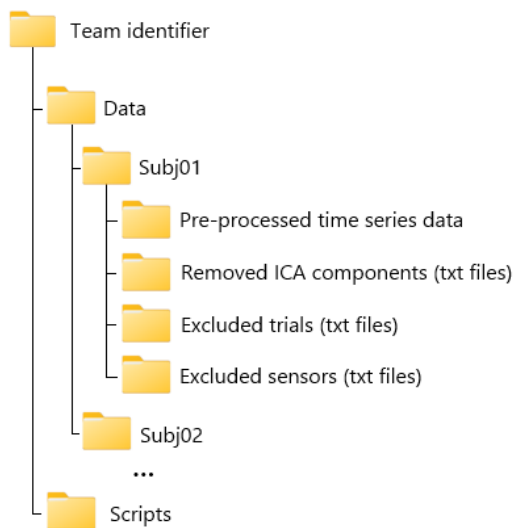 Team identifier
Data
Subj01
Pre-processed time series data
Removed ICA components (txt files)
Excluded trials (txt files)
Excluded sensors (txt files)
Subj02
...
Scripts